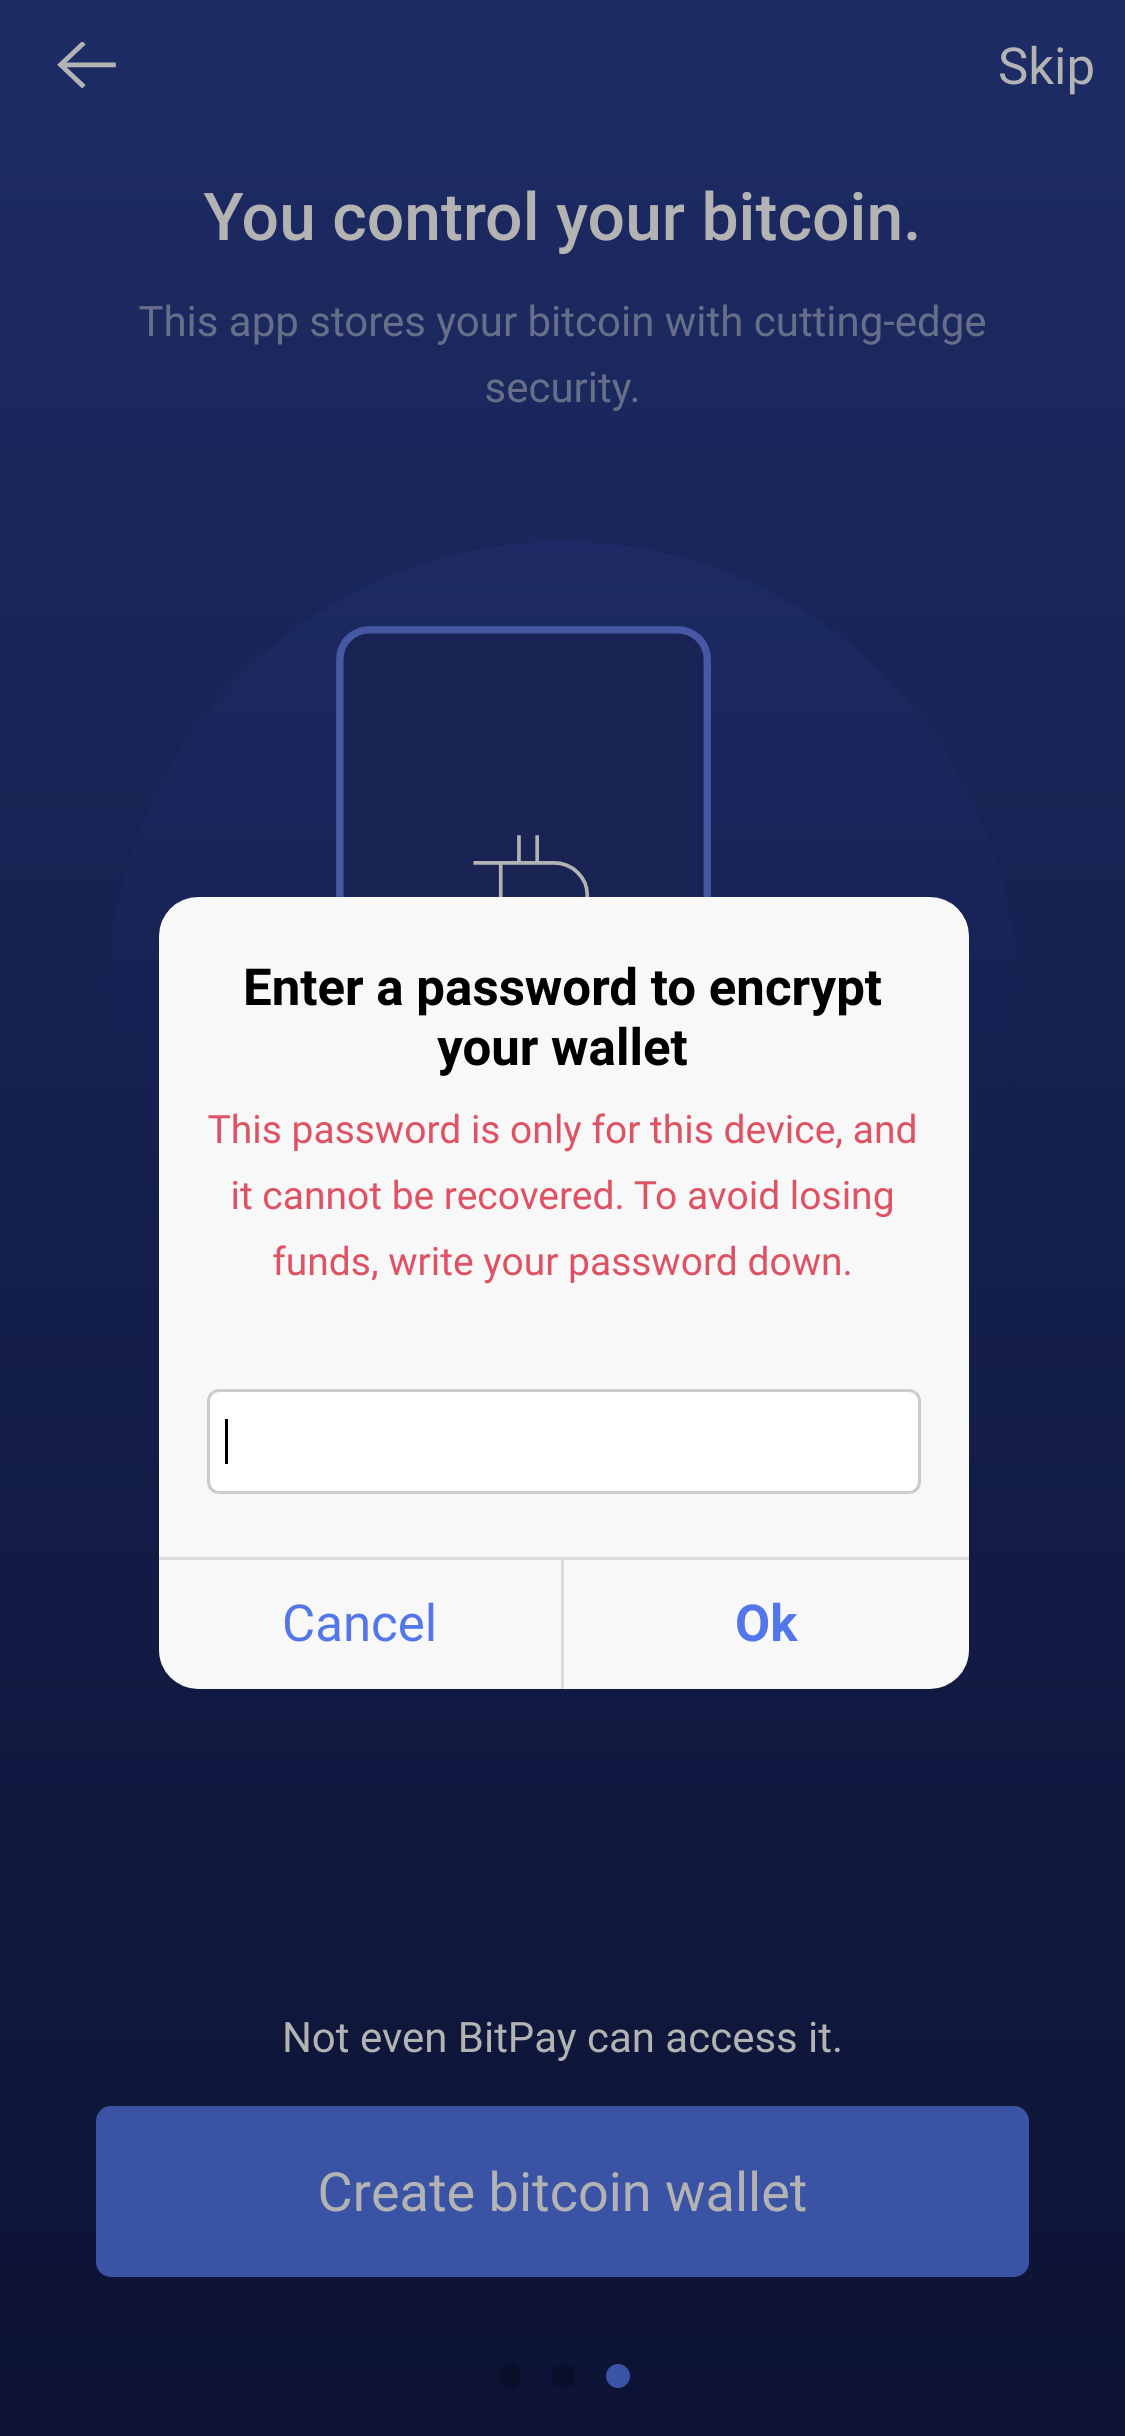 Skip
You control your bitcoin.
This app stores your bitcoin with cutting-edge
security.
Enter a password to encrypt
your wallet
This password is only for this device, and
it cannot be recovered. To avoid losing
funds, write your password down.
Cancel
Ok
Not even BitPay can access it.
Create bitcoin wallet